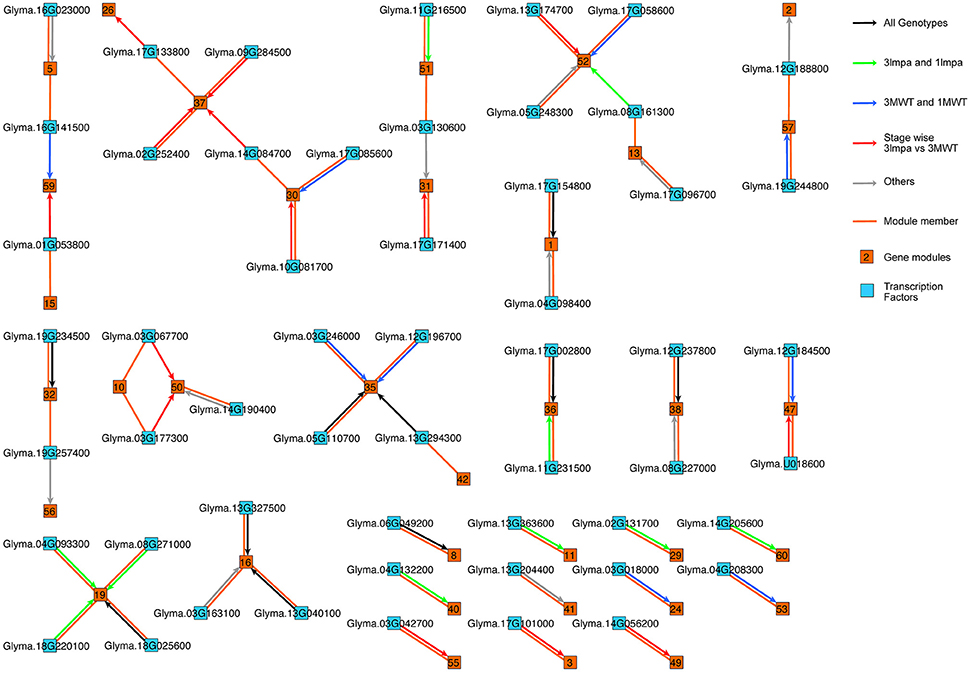 Glyma.16G023000
5
Glyma.16G141500
59
Glyma.01G053800
15
26
Glyma.17G133800
Glyma.09G284500
37
Glyma.02G252400
Glyma.14G084700
Glyma.17G085600
30
Glyma.10G081700
Glyma.11G216500
51
Glyma.03G130600
31
Glyma.17G171400
Glyma.13G174700
Glyma.17G058600
52
Glyma.05G248300
Glyma.08G161300
13
Glyma.17G096700
Glyma.17G154800
1
Glyma.04G098400
2
Glyma.12G188800
57
Glyma.19G244800
All Genotypes
3lmpa and 1lmpa
3MWT and 1MWT
Stage wise
3lmpa vs 3MWT
Others
Module member
2
Gene modules
Transcription
Factors
Glyma.19G234500
32
Glyma.19G257400
56
Glyma.03G067700
10
50
Glyma.14G190400
Glyma.03G177300
Glyma.03G246000
Glyma.12G196700
35
Glyma.05G110700
Glyma.13G294300
42
Glyma.17G002800
36
Glyma.11G231500
Glyma.12G237800
38
Glyma.08G227000
Glyma.12G184500
47
Glyma.U018600
Glyma.04G093300
Glyma.08G271000
19
Glyma.18G220100
Glyma.18G025600
Glyma.13G327500
16
Glyma.03G163100
Glyma.13G040100
Glyma.06G049200
8
Glyma.13G363600
11
Glyma.02G131700
29
Glyma.14G205600
60
Glyma.04G132200
40
Glyma.13G204400
41
Glyma.03G018000
24
Glyma.04G208300
53
Glyma.03G042700
55
Glyma.17G101000
3
Glyma.14G056200
49